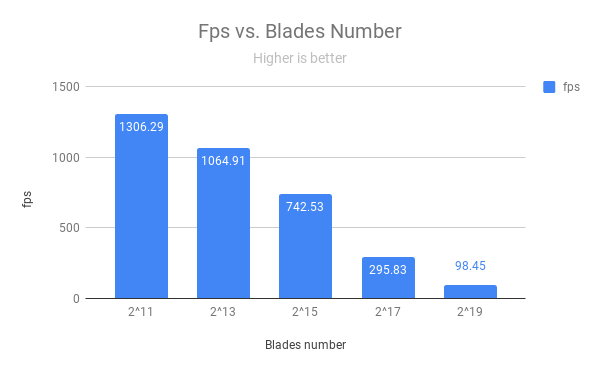 Fps vs. Blades Number
Higher is better
fps
1500
1000
500
0
fps
1306.29
1064.91
742.53
295.83
98.45
2^11
2^13
2^15
2^17
2^19
Blades number